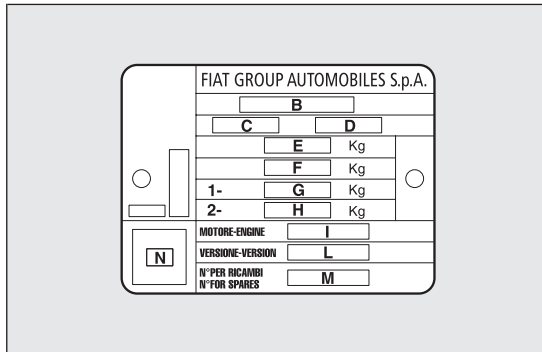 FIAT GROUP AUTOMOBILES S.p.A.
B
C D
E Kg
F Kg
1- G Kg
2- H Kg
MOTORE-ENGINE I
VERSIONE-VERSION L
N°PER RICAMBI
N°FOR SPARES M
N